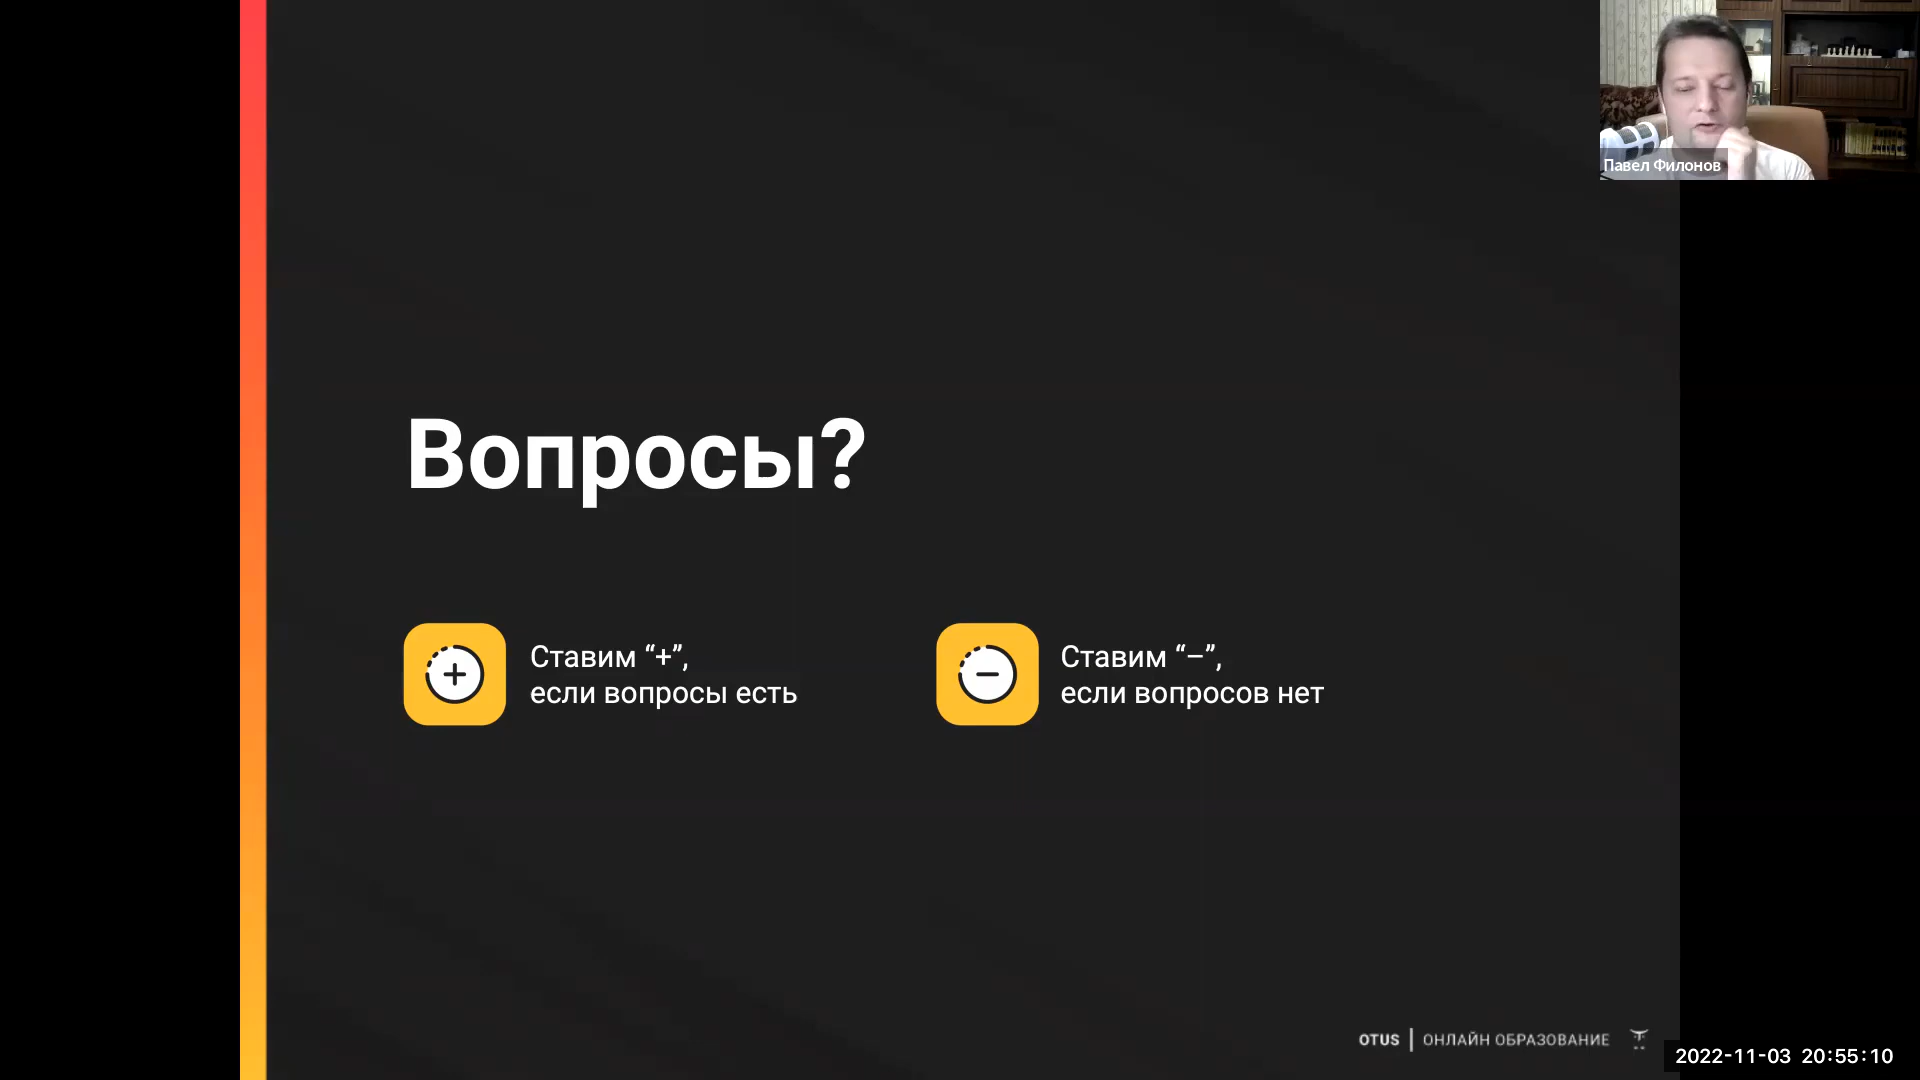 Павел Филонов
Вопросы?
Ставим “+”,
если вопросы есть
Ставим “–”,
если вопросов нет
OTUS | ОНЛАЙН ОБРАЗОВАНИЕ
2022-11-03 20:55:10